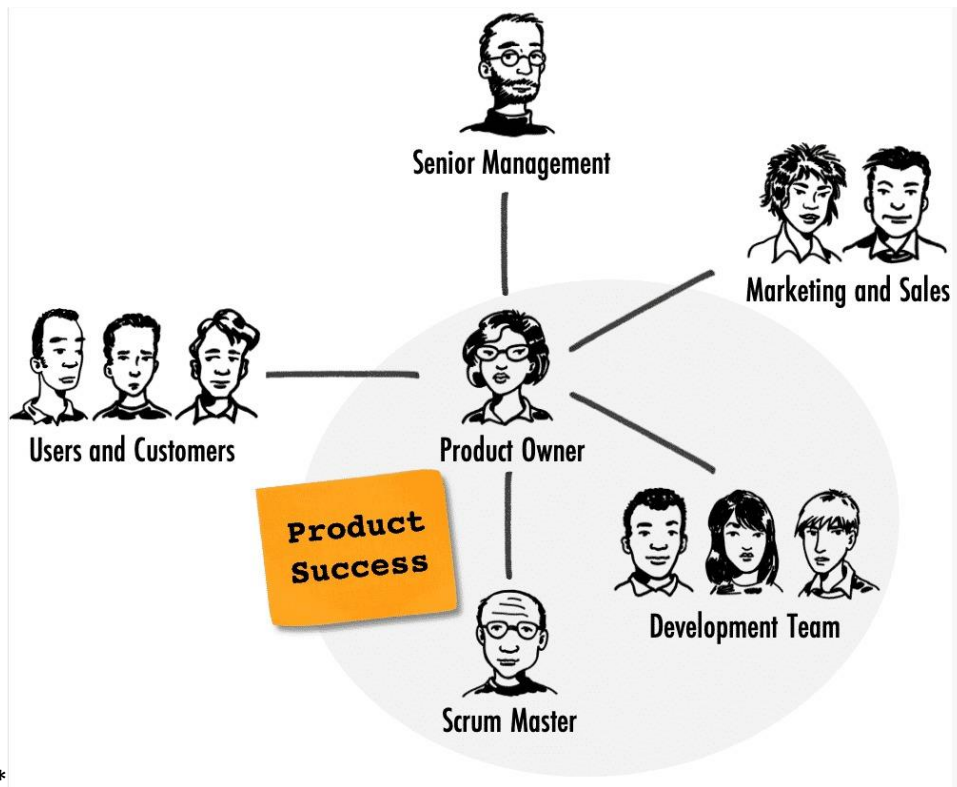 Senior Management
Marketing and Sales
Users and Customers
Product Owner
Product
Success
Development Team
Scrum Master
*